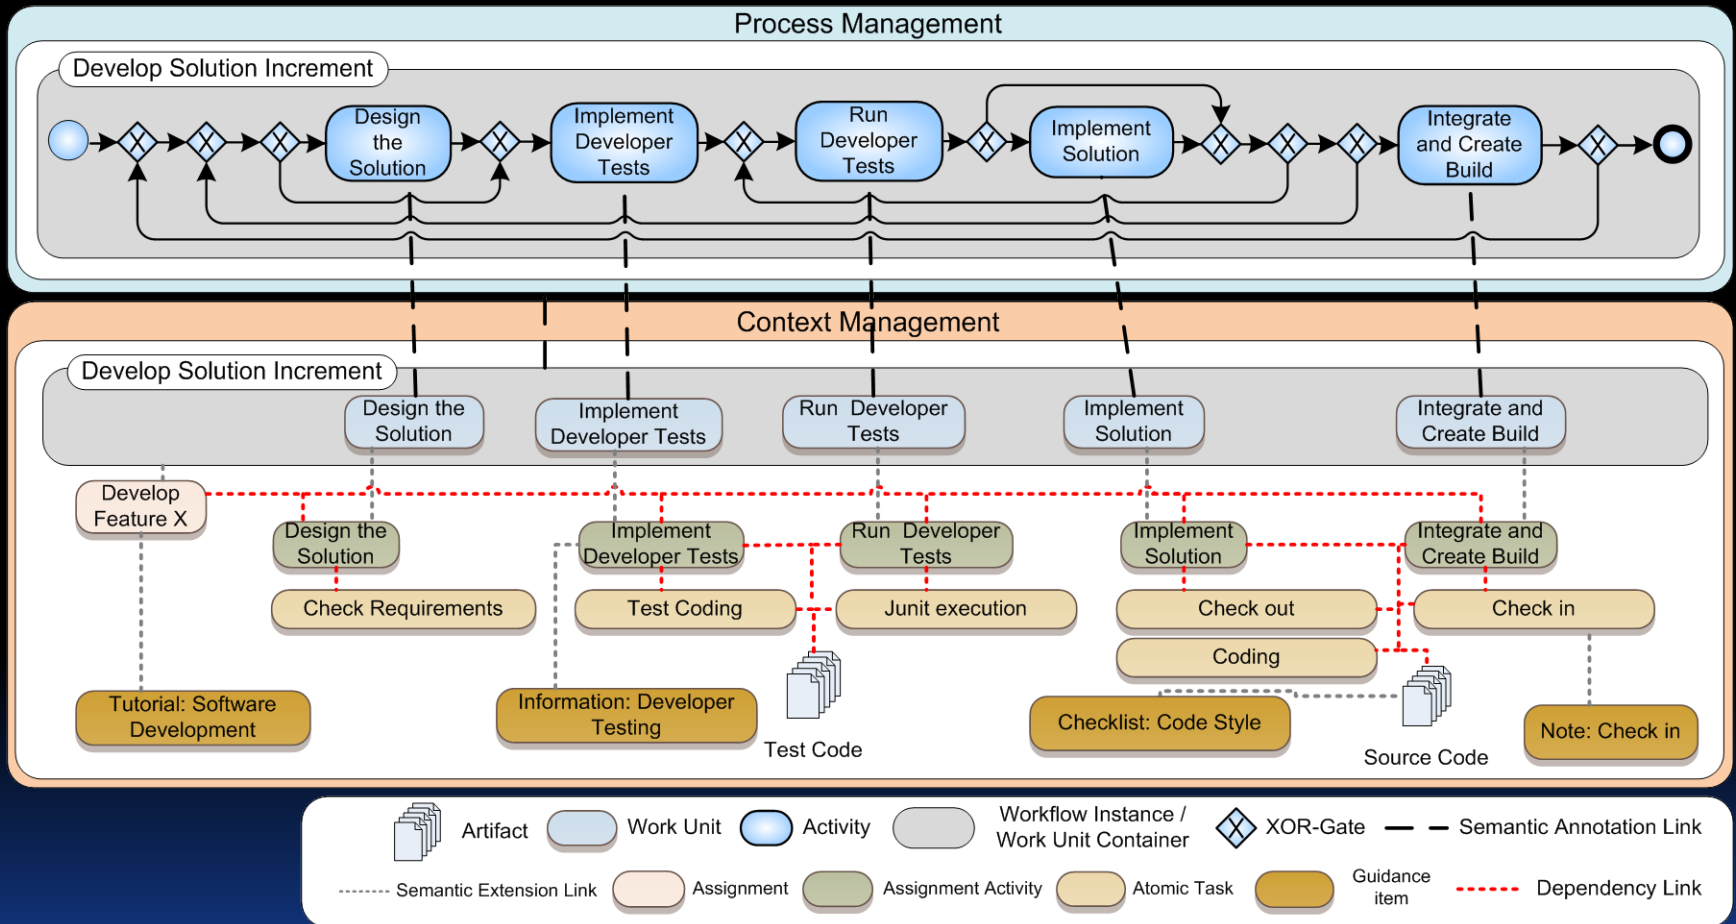 Process Management
Develop Solution Increment
Design
the
Solution
Implement
Developer
Tests
Run
Developer
Tests
Implement
Solution
Integrate
and Create
Build
X
X
X
X
X
X
X
X
X
X
Context Management
Develop Solution Increment
Design the
Solution
Implement
Developer Tests
Run Developer
Tests
Implement
Solution
Integrate and
Create Build
Develop
Feature X
Design the
Solution
Implement
Developer Tests
Run Developer
Tests
Implement
Solution
Integrate and
Create Build
Check Requirements
Test Coding
Junit execution
Check out
Check in
Coding
Tutorial: Software
Development
Information: Developer
Testing
Test Code
Checklist: Code Style
Source Code
Note: Check in
Artifact
Work Unit
Activity
Workflow Instance /
Work Unit Container
X
XOR-Gate
Semantic Annotation Link
Semantic Extension Link
Assignment
Assignment Activity
Atomic Task
Guidance
item
Dependency Link